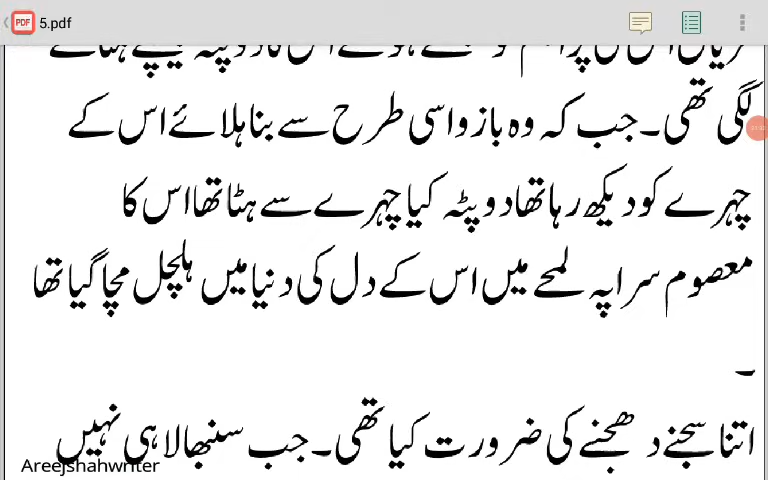 PDF 5.pdf
لگی تھی۔جب کہ وہ بازو اسی طرح سے بنا ہلائے اس کے
چہرے کو دیکھ رہا تھا دوپٹہ کیا چہرے سے ہٹا تھا اس کا
معصوم سراپہ لمحے میں اس کے دل کی دنیا میں ہلچل مچا گیا تھا
۔
اتنا سجنے دھجنے کی ضرورت کیا تھی۔جب سنبھالا ہی نہیں
Areejshahwriter